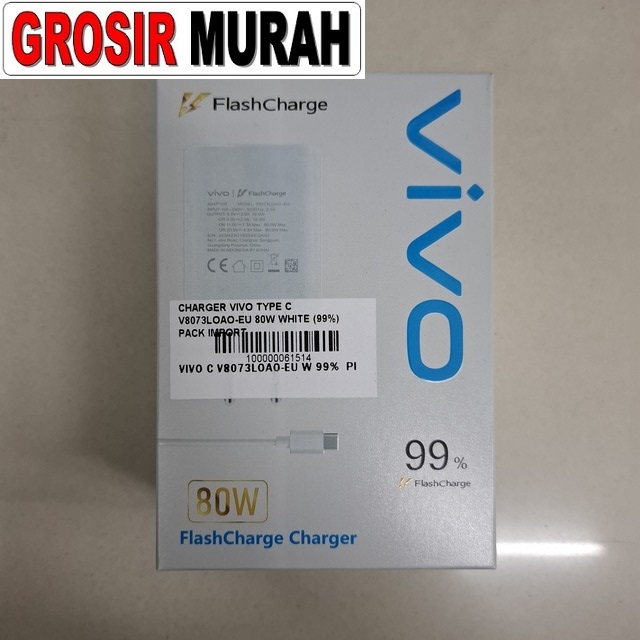 GROSIR MURAH
FlashCharge
vivo
vivo | FlashCharge
CHARGER VIVO TYPE C
V8073LOAO-EU 80W WHITE (99%)
PACK IMPORT
100000061514
VIVO C V8073LOAO-EU W 99% PI
99%
FlashCharge
80W
FlashCharge Charger